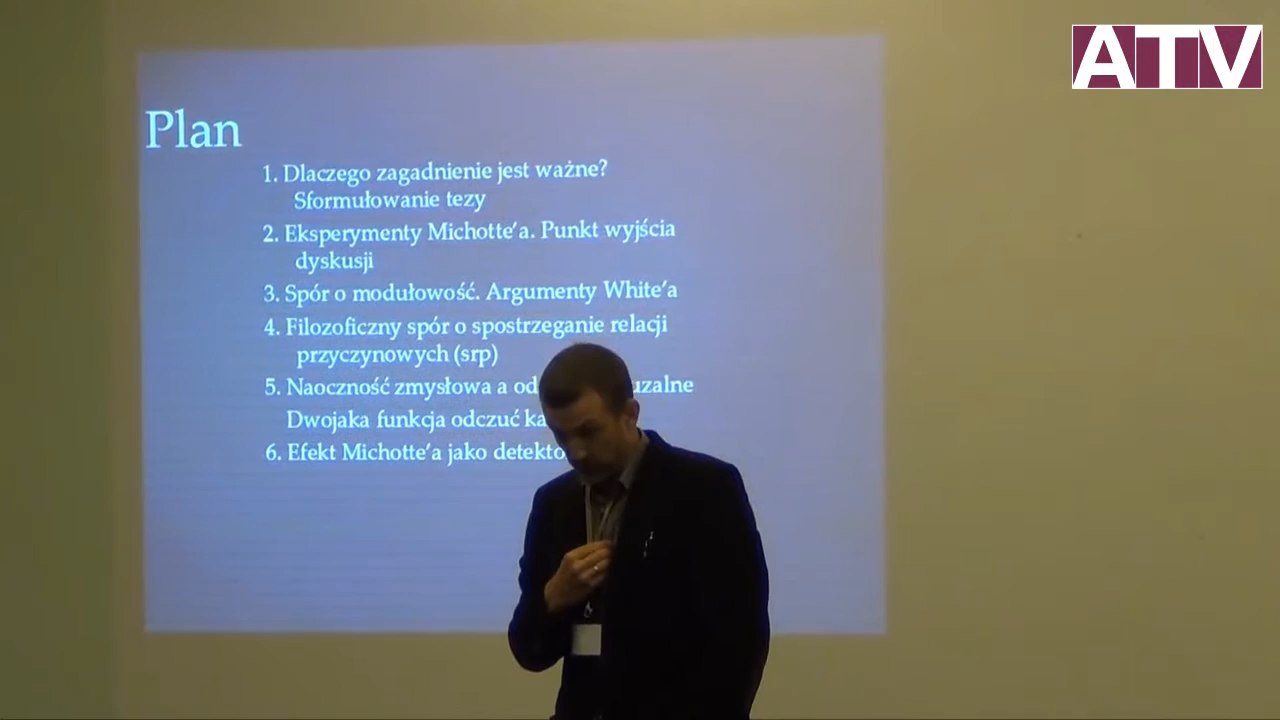 ATV
Plan
1. Dlaczego zagadnienie jest ważne?
Sformułowanie tezy
2. Eksperymenty Michotte’a. Punkt wyjścia
dyskusji
3. Spór o modułowość. Argumenty White’a
4. Filozoficzny spór o spostrzeganie relacji
przyczynowych (srp)
5. Naoczność zmysłowa a
Dwojaka funkcja odczuć
6. Efekt Michotte’a jako